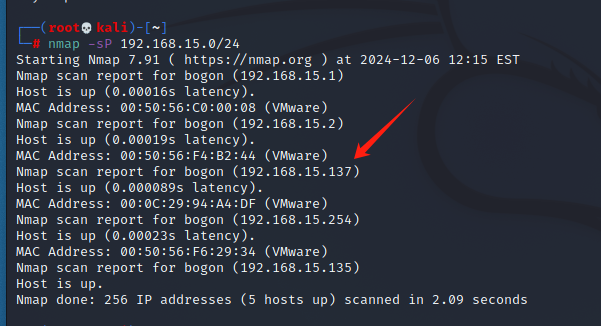 ┌──(root💀kali)-[~]
└─# nmap -sP 192.168.15.0/24
Starting Nmap 7.91 ( https://nmap.org ) at 2024-12-06 12:15 EST
Nmap scan report for bogon (192.168.15.1)
Host is up (0.00016s latency).
MAC Address: 00:50:56:C0:00:08 (VMware)
Nmap scan report for bogon (192.168.15.2)
Host is up (0.00019s latency).
MAC Address: 00:50:56:F4:B2:44 (VMware)
Nmap scan report for bogon (192.168.15.137)
Host is up (0.000089s latency).
MAC Address: 00:0C:29:94:A4:DF (VMware)
Nmap scan report for bogon (192.168.15.254)
Host is up (0.00023s latency).
MAC Address: 00:50:56:F6:29:34 (VMware)
Nmap scan report for bogon (192.168.15.135)
Host is up.
Nmap done: 256 IP addresses (5 hosts up) scanned in 2.09 seconds